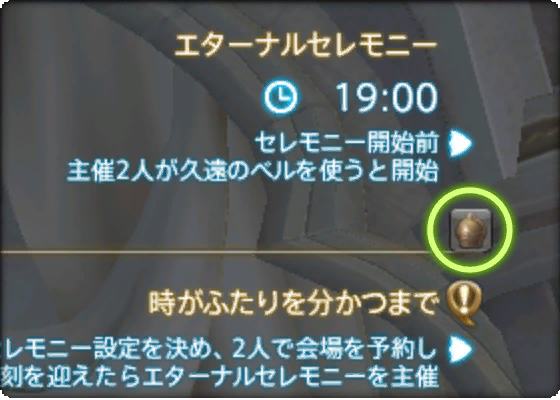 エターナルセレモニー
19:00
セレモニー開始前
主催2人が久遠のベルを使うと開始
時がふたりを分かつまで
レモニー設定を決め、2人で会場を予約し
刻を迎えたらエターナルセレモニーを主催